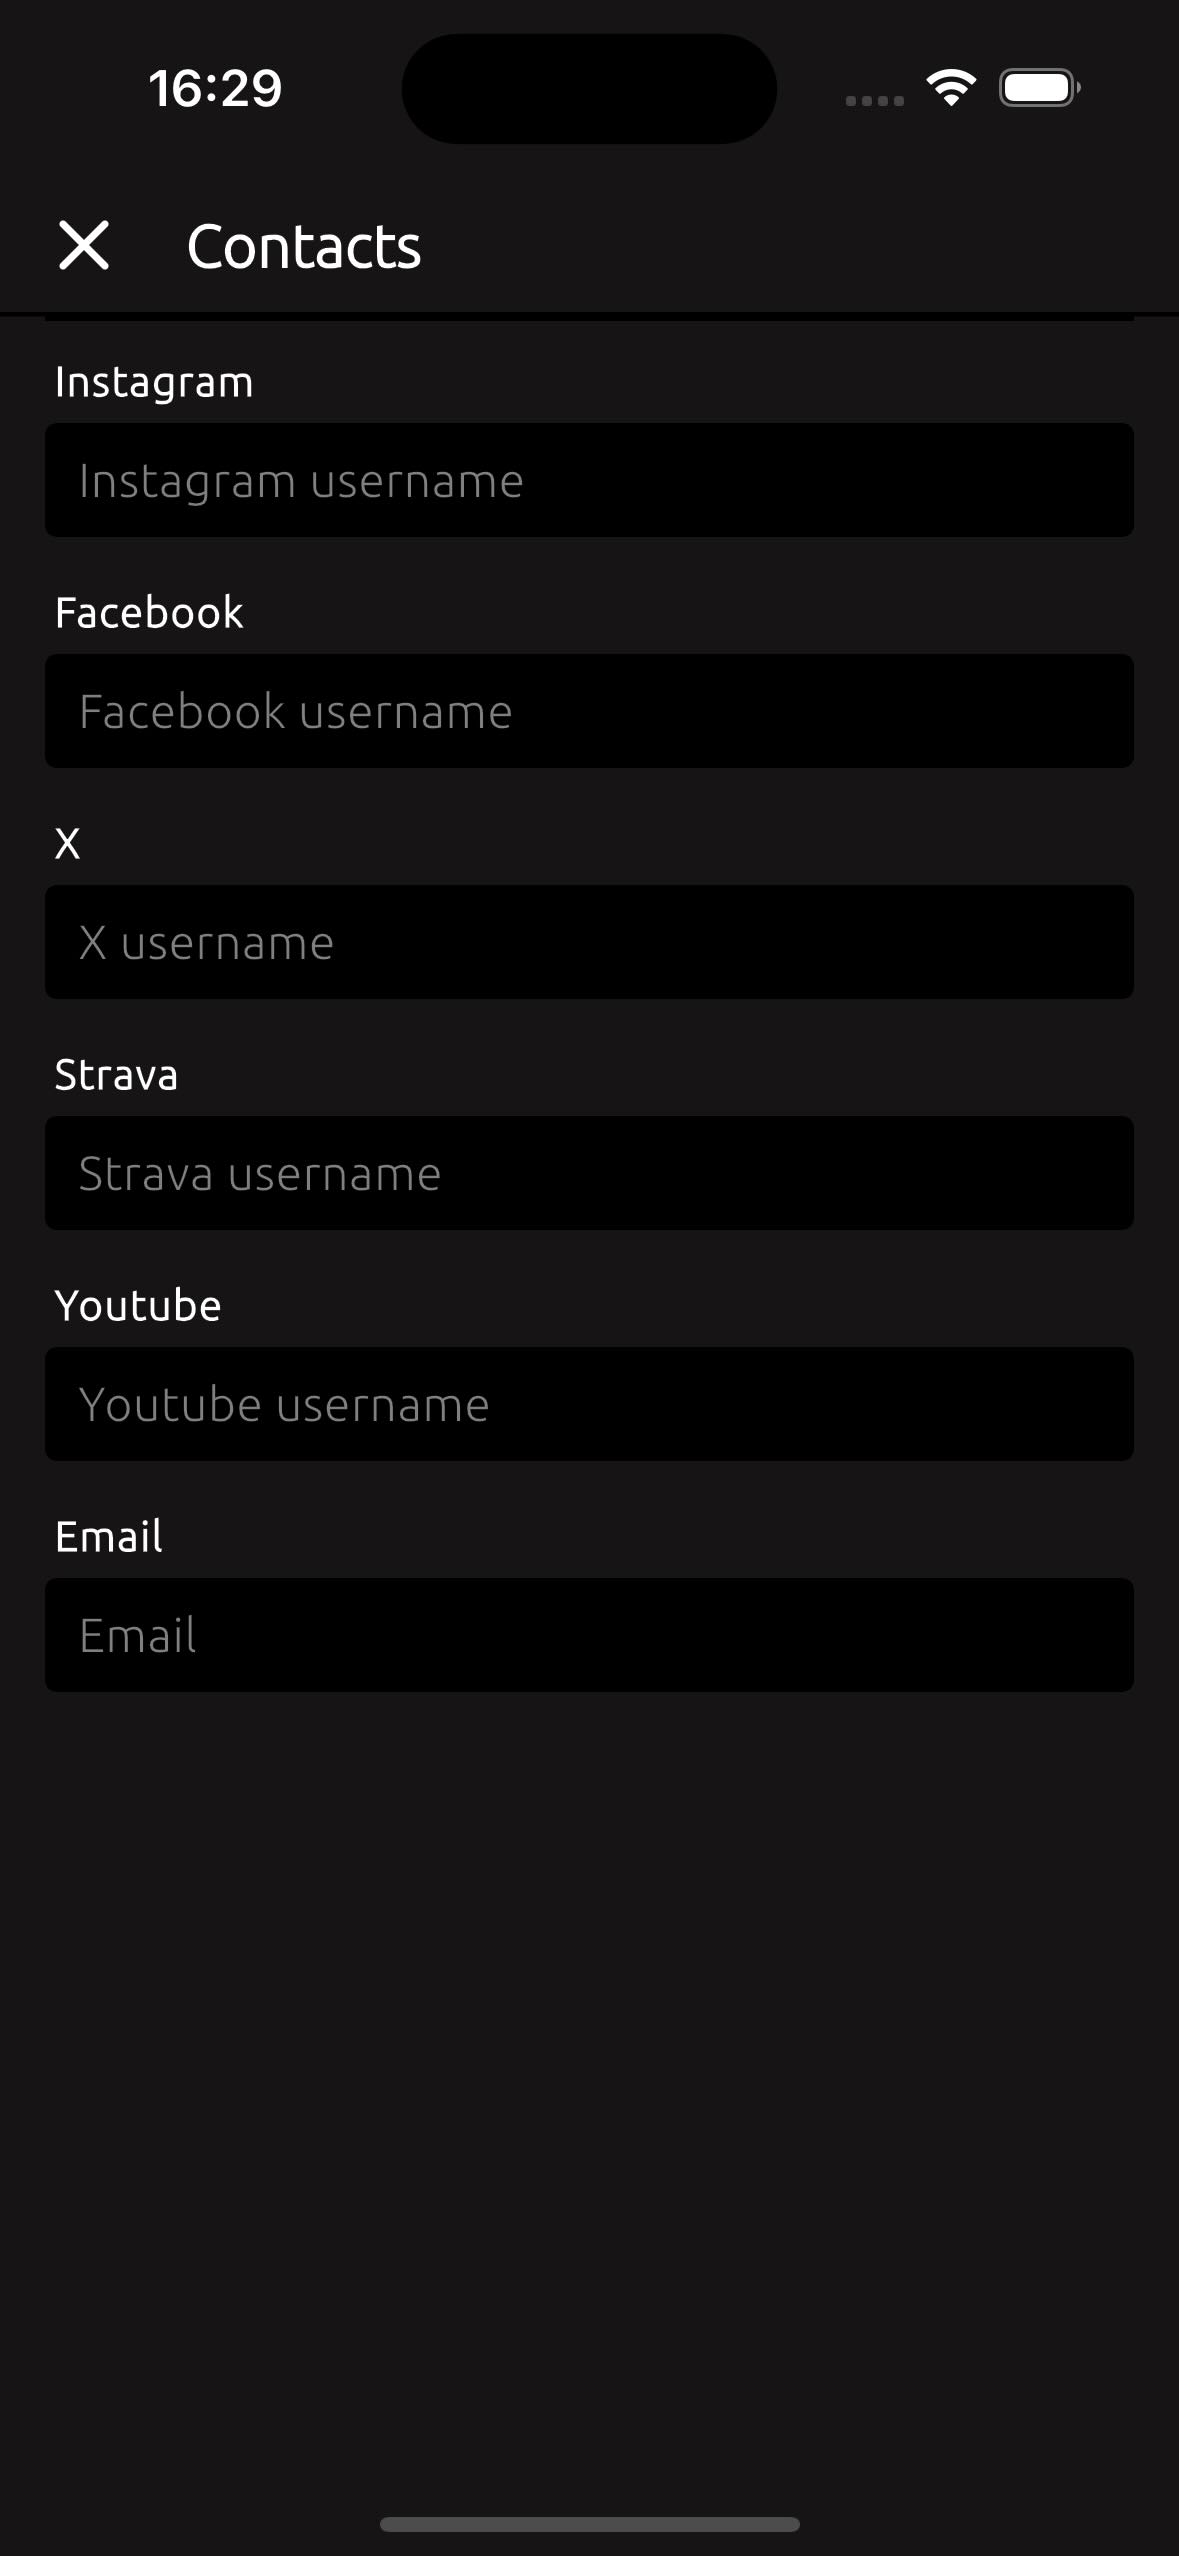 16:29
Contacts
Instagram
Instagram username
Facebook
Facebook username
X
X username
Strava
Strava username
Youtube
Youtube username
Email
Email